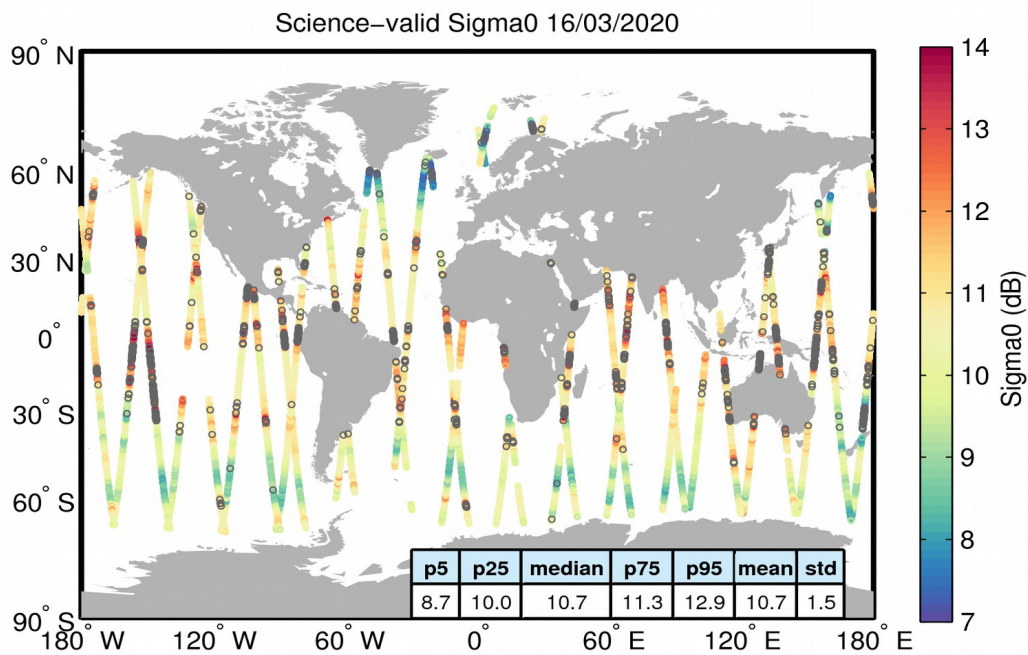 Science–valid Sigma0 16/03/2020
90° N
60° N
30° N
0°
30° S
60° S
90° S
180° W
120° W
60° W
0°
60° E
120° E
180° E
14
13
12
11
10
9
8
7
Sigma0 (dB)
p5 p25 median p75 p95 mean std
8.7 10.0 10.7 11.3 12.9 10.7 1.5